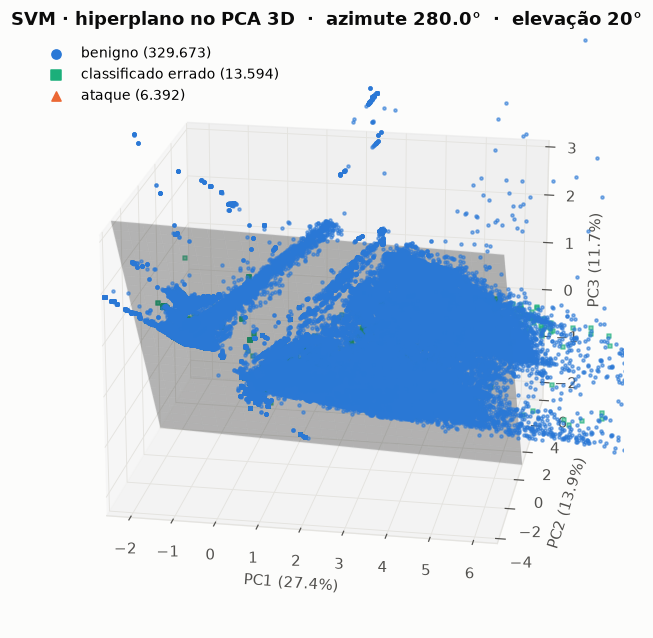 SVM · hiperplano no PCA 3D · azimute 280.0° · elevação 20°
benigno (329.673)
classificado errado (13.594)
ataque (6.392)
3
2
1
0
−1
−2
PC3 (11.7%)
4
2
0
−2
−4
PC2 (13.9%)
−2
−1
0
1
2
3
4
5
6
PC1 (27.4%)